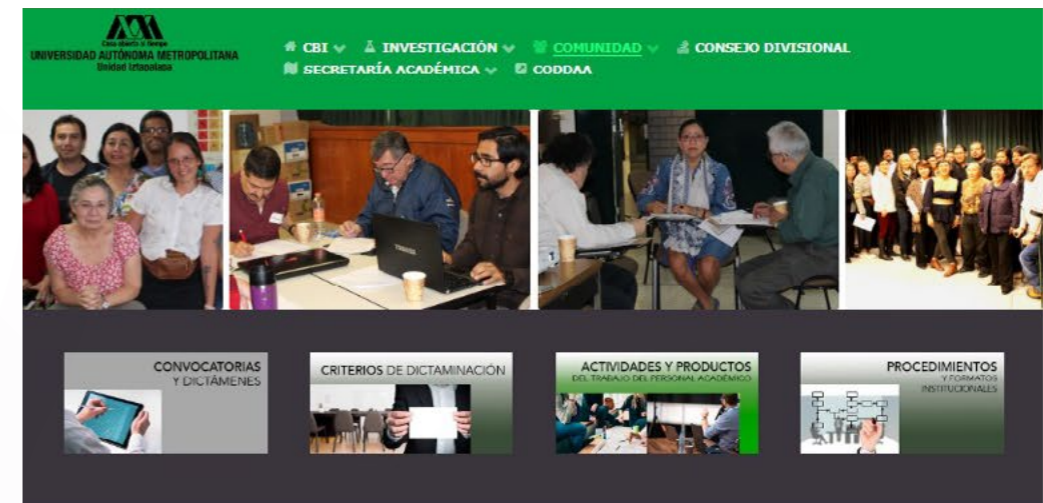 Casa abierta al tiempo
UNIVERSIDAD AUTÓNOMA METROPOLITANA
Unidad Iztapalapa
CBI INVESTIGACIÓN COMUNIDAD CONSEJO DIVISIONAL
SECRETARÍA ACADÉMICA CODDAA
CONVOCATORIAS
Y DICTÁMENES
CRITERIOS DE DICTAMINACIÓN
ACTIVIDADES Y PRODUCTOS
DEL TRABAJO DEL PERSONAL ACADÉMICO
PROCEDIMIENTOS
Y FORMATOS
INSTITUCIONALES